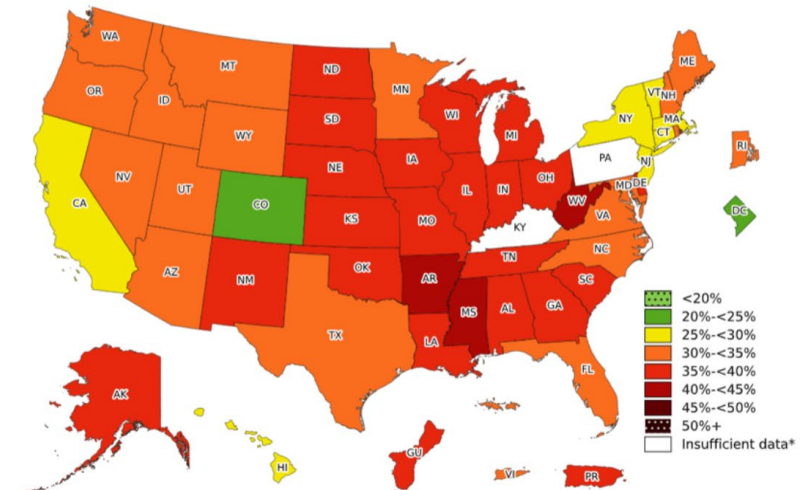 WA
MT
ND
MN
ME
OR
ID
SD
WI
MI
VT
NH
NY
MA
CT
RI
WY
NE
IA
PA
NJ
NV
UT
CO
IL
IN
OH
MD
DE
DC
CA
KS
MO
WV
VA
KY
AZ
NM
OK
AR
TN
NC
SC
TX
LA
MS
AL
GA
FL
AK
HI
GU
VI
PR
<20%
20%-<25%
25%-<30%
30%-<35%
35%-<40%
40%-<45%
45%-<50%
50%+
Insufficient data*